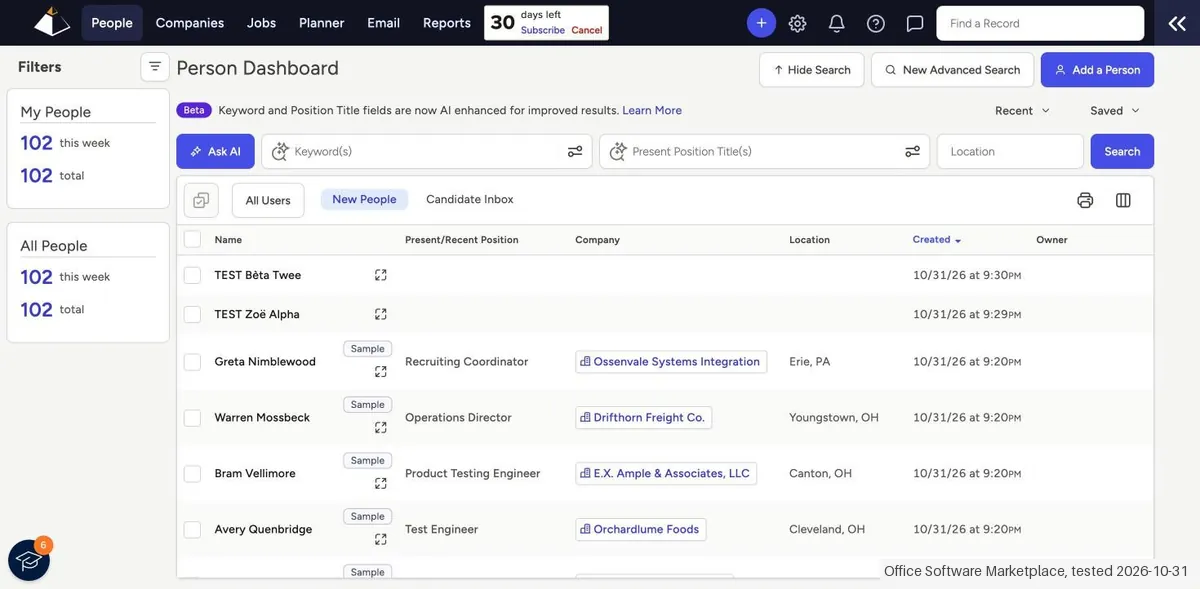 People Companies Jobs Planner Email Reports 30 days left Subscribe Cancel + Find a Record
Filters
My People
102 this week
102 total
All People
102 this week
102 total
6
Person Dashboard
Hide Search New Advanced Search Add a Person
Beta Keyword and Position Title fields are now AI enhanced for improved results. Learn More Recent Saved
Ask AI Keyword(s) Present Position Title(s) Location Search
All Users New People Candidate Inbox
Name Present/Recent Position Company Location Created Owner
TEST Bèta Twee 10/31/26 at 9:30PM
TEST Zoë Alpha 10/31/26 at 9:29PM
Greta Nimblewood Sample Recruiting Coordinator Ossenvale Systems Integration Erie, PA 10/31/26 at 9:20PM
Warren Mossbeck Sample Operations Director Drifthorn Freight Co. Youngstown, OH 10/31/26 at 9:20PM
Bram Vellimore Sample Product Testing Engineer E.X. Ample & Associates, LLC Canton, OH 10/31/26 at 9:20PM
Avery Quenbridge Sample Test Engineer Orchardlume Foods Cleveland, OH 10/31/26 at 9:20PM
Sample
Office Software Marketplace, tested 2026-10-31